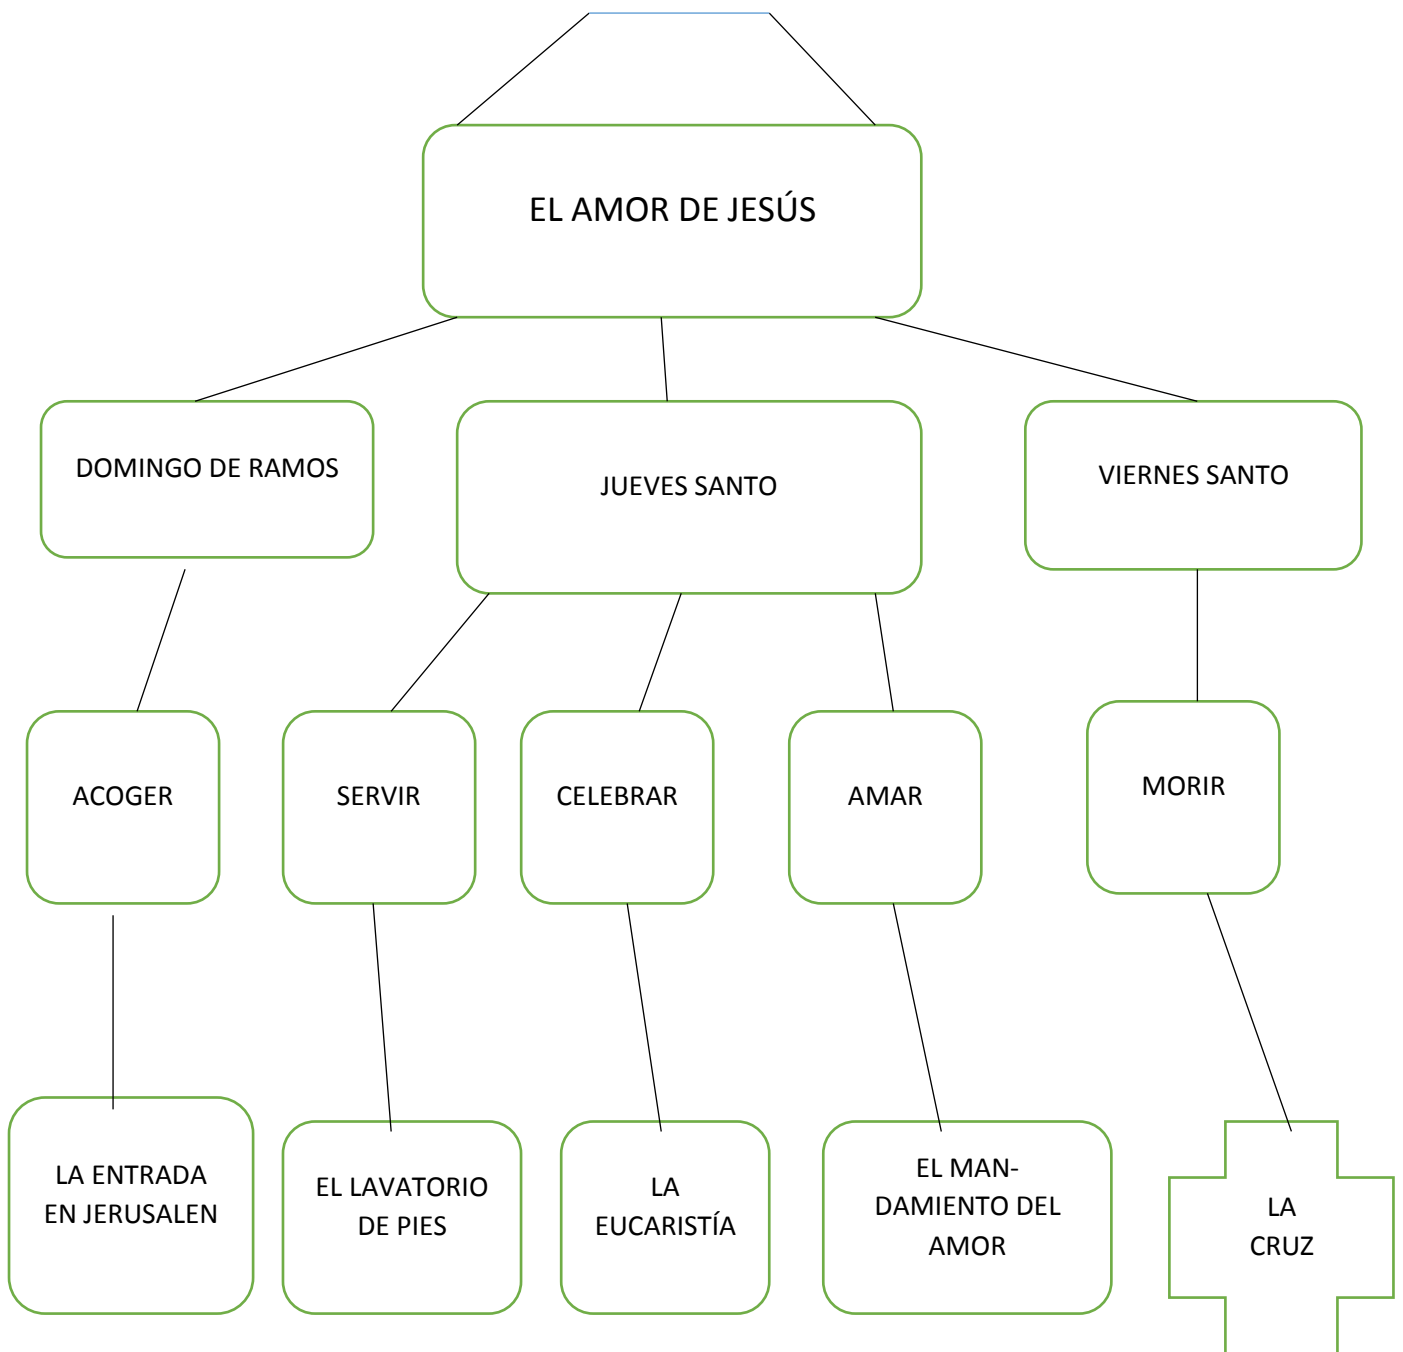 EL AMOR DE JESÚS
DOMINGO DE RAMOS
JUEVES SANTO
VIERNES SANTO
ACOGER
SERVIR
CELEBRAR
AMAR
MORIR
LA ENTRADA
EN JERUSALEN
EL LAVATORIO
DE PIES
LA
EUCARISTÍA
EL MAN-
DAMIENTO DEL
AMOR
LA
CRUZ